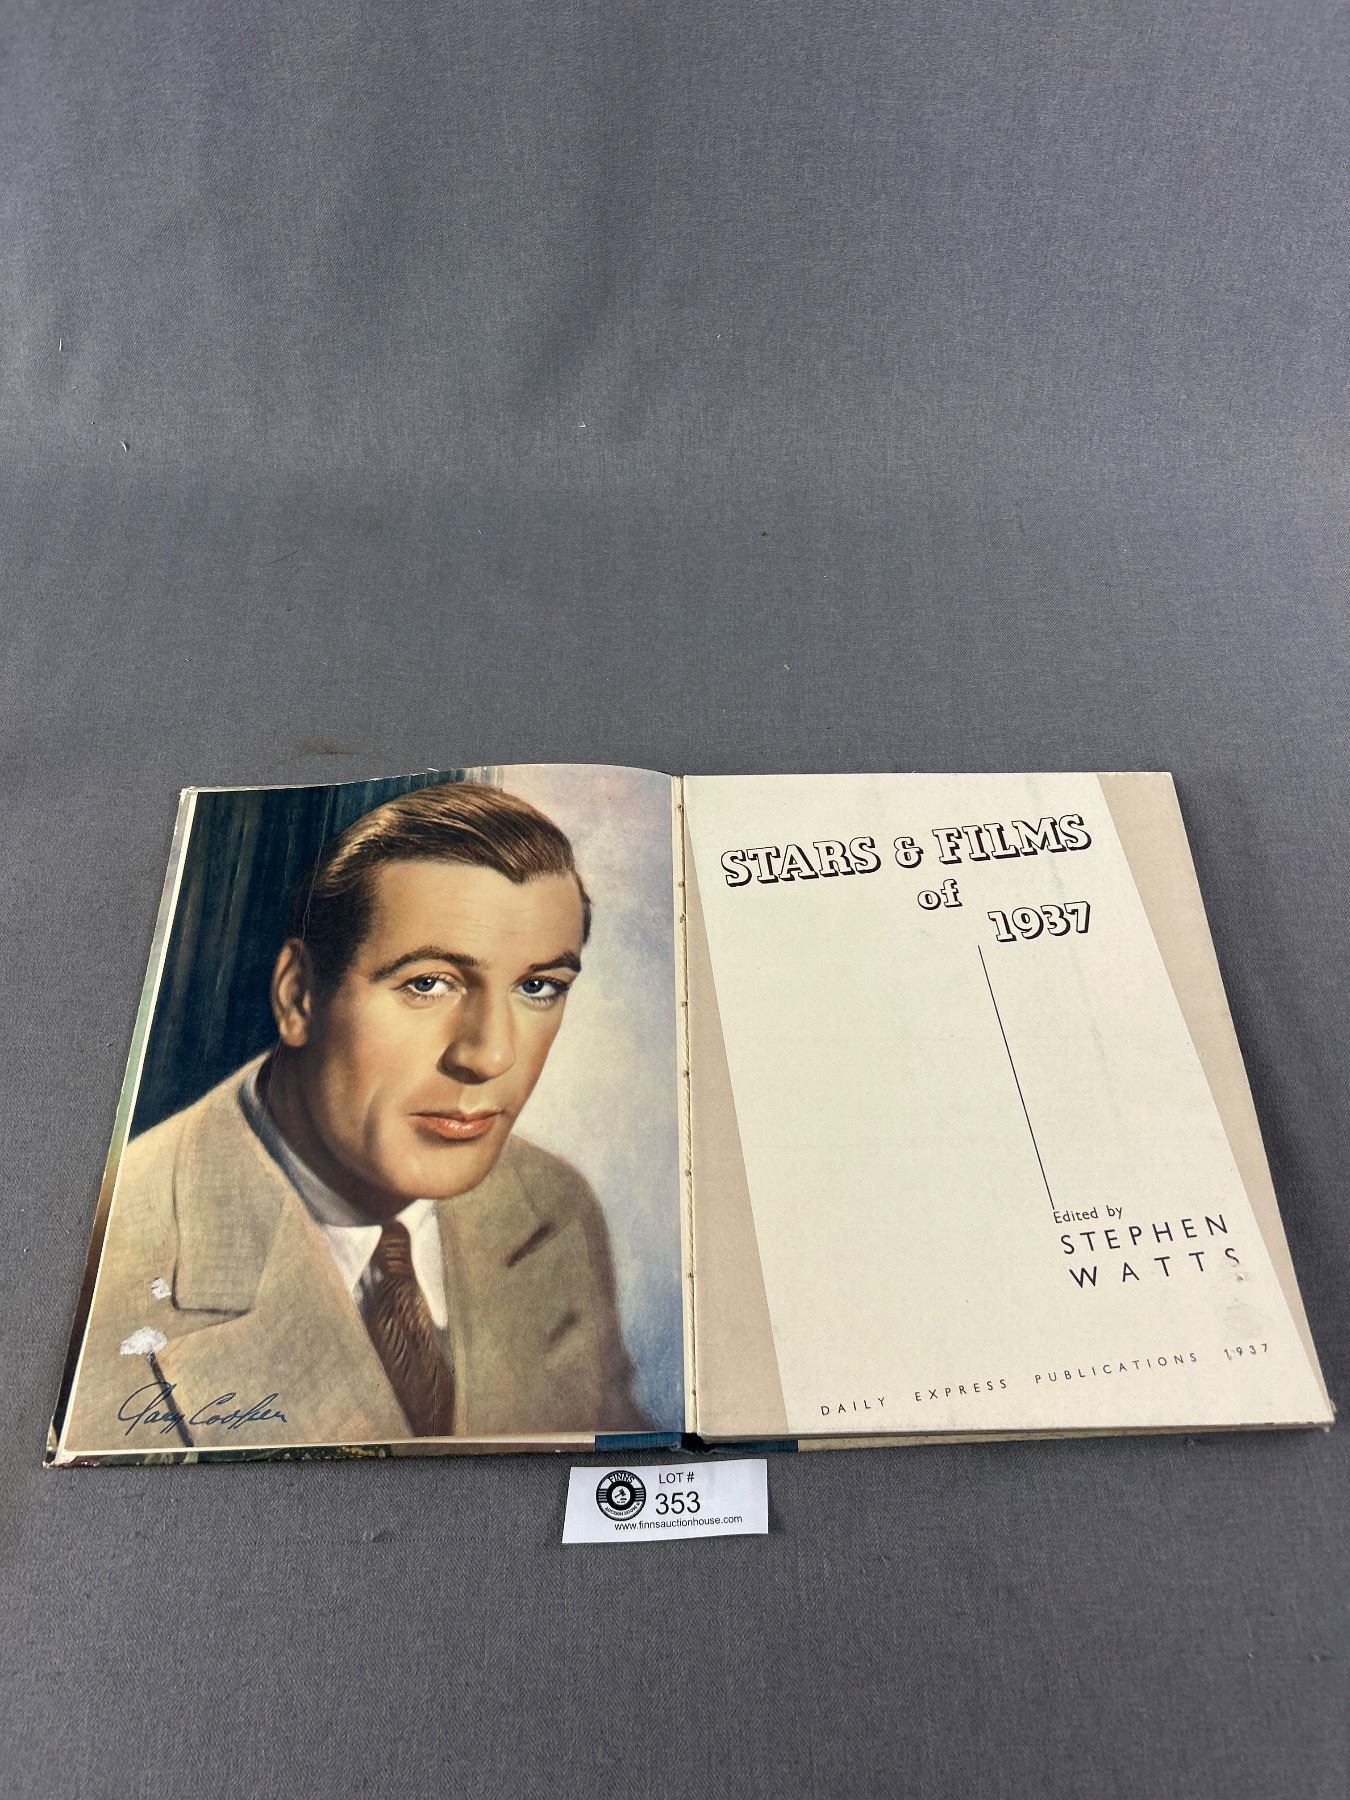 Gary Cooper
STARS & FILMS
of
1937
Edited by
STEPHEN
WATTS
DAILY EXPRESS PUBLICATIONS 1937
FINNS
LOT #
353
www.finnsauctionhouse.com